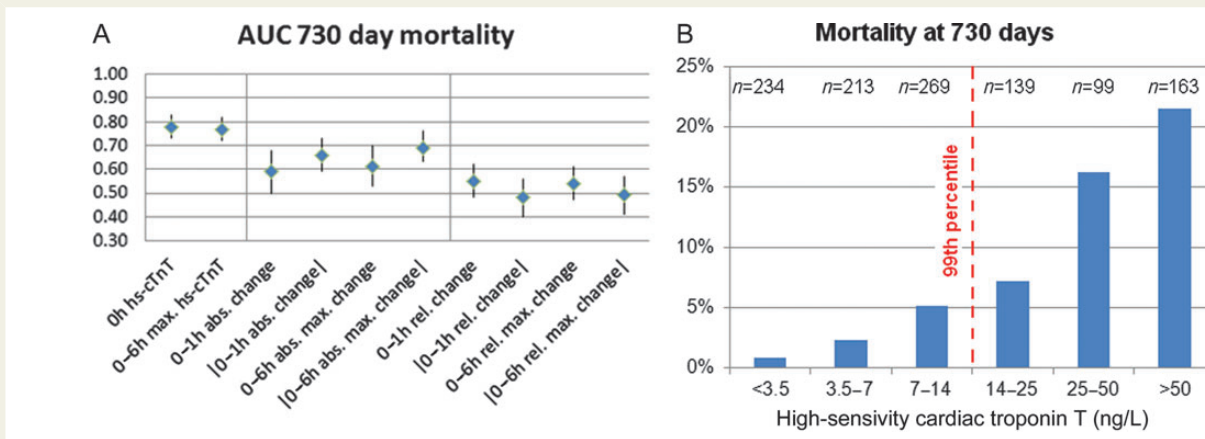 A
AUC 730 day mortality
1.00
0.90
0.80
0.70
0.60
0.50
0.40
0.30
0h hs-cTnT
0–6h max. hs-cTnT
0–1h abs. change
|0–1h abs. change|
0–6h abs. max. change
|0–6h abs. max. change|
0–1h rel. change
|0–1h rel. change|
0–6h rel. max. change
|0–6h rel. max. change|
B
Mortality at 730 days
25%
20%
15%
10%
5%
0%
n=234 n=213 n=269 n=139 n=99 n=163
99th percentile
<3.5 3.5–7 7–14 14–25 25–50 >50
High-sensivity cardiac troponin T (ng/L)